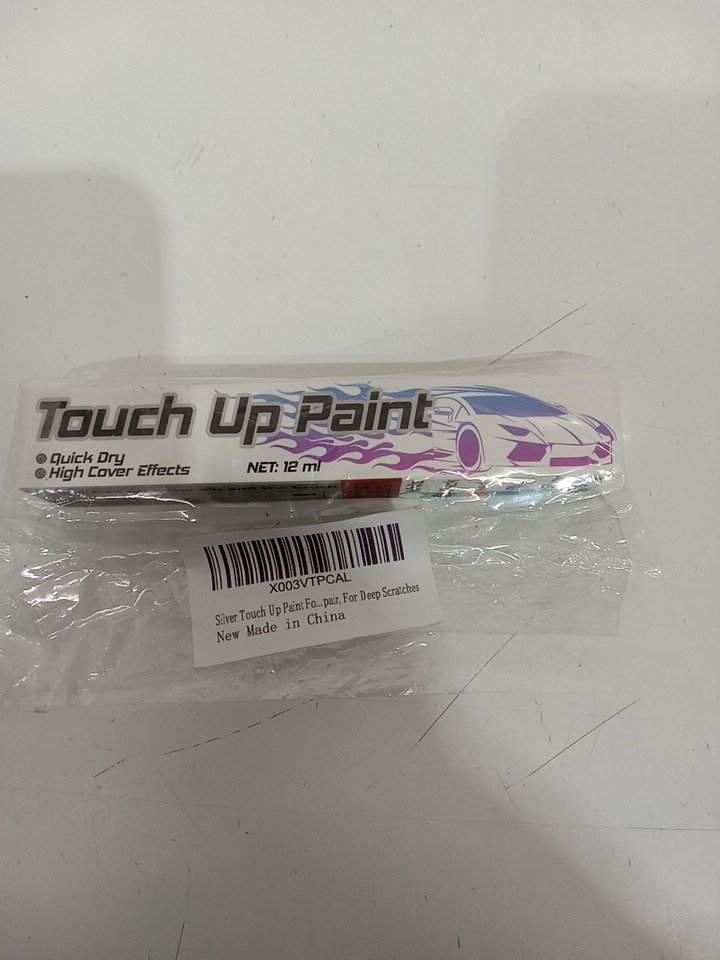 Touch Up Paint
Quick Dry
High Cover Effects
NET: 12 ml
X003VTPCAL
Silver Touch Up Paint Fo...pair, For Deep Scratches
New Made in China